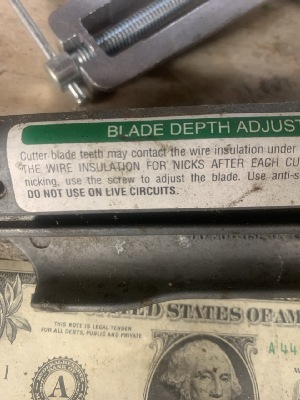 BLADE DEPTH ADJUST
Cutter blade teeth may contact the wire insulation under
THE WIRE INSULATION FOR NICKS AFTER EACH CU
nicking, use the screw to adjust the blade. Use anti-s
DO NOT USE ON LIVE CIRCUITS.
THIS NOTE IS LEGAL TENDER
FOR ALL DEBTS, PUBLIC AND PRIVATE
D STATES OF AM
A 44
A
1